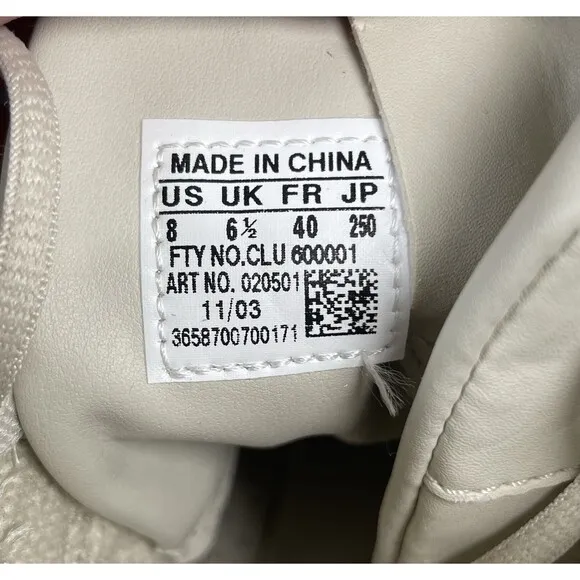 MADE IN CHINA
US UK FR JP
8 6½ 40 250
FTY NO.CLU 600001
ART NO. 020501
11/03
3658700700171